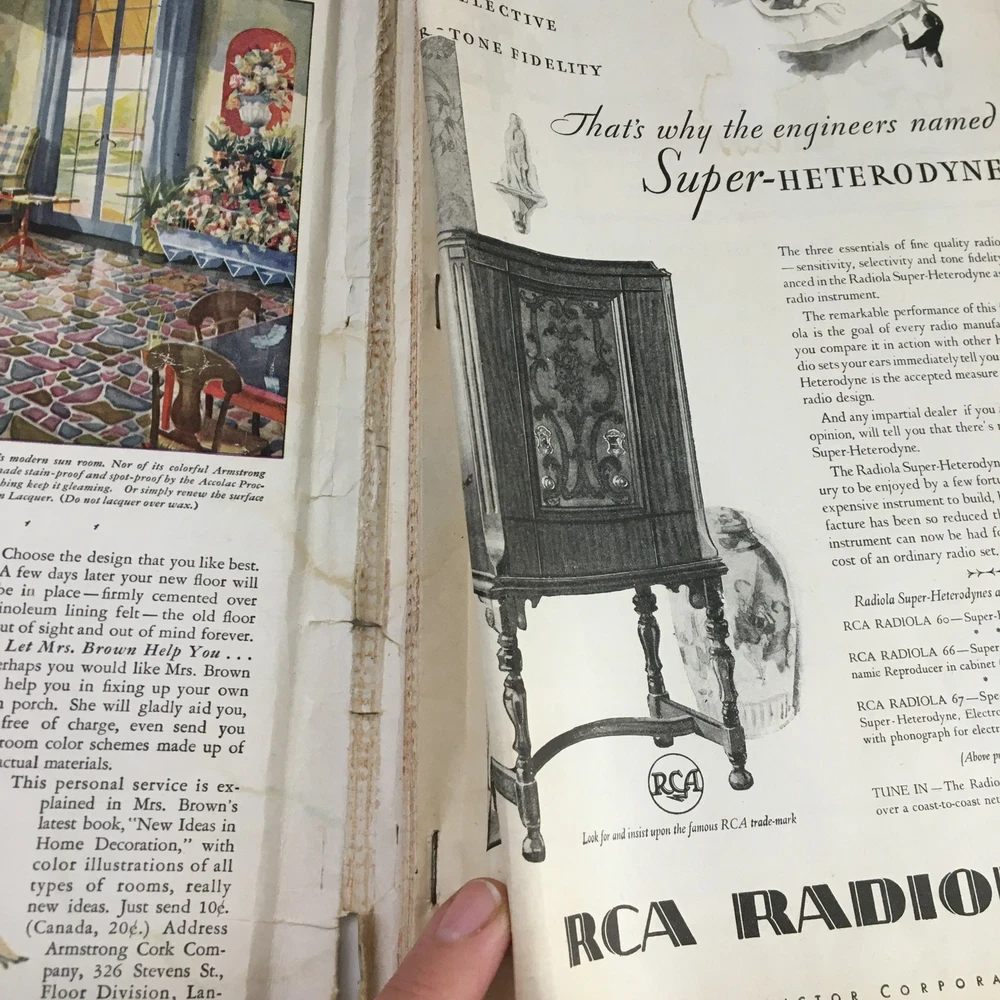 's modern sun room. Nor of its colorful Armstrong
made stain-proof and spot-proof by the Accolac Proc-
hing keep it gleaming. Or simply renew the surface
n Lacquer. (Do not lacquer over wax.)
Choose the design that you like best.
A few days later your new floor will
be in place—firmly cemented over
inoleum lining felt—the old floor
ut of sight and out of mind forever.
Let Mrs. Brown Help You . . .
erhaps you would like Mrs. Brown
help you in fixing up your own
n porch. She will gladly aid you,
free of charge, even send you
room color schemes made up of
actual materials.
This personal service is ex-
plained in Mrs. Brown's
latest book, "New Ideas in
Home Decoration," with
color illustrations of all
types of rooms, really
new ideas. Just send 10¢.
(Canada, 20¢.) Address
Armstrong Cork Com-
pany, 326 Stevens St.,
Floor Division, Lan-
ELECTIVE
R-TONE FIDELITY
That's why the engineers named
Super-HETERODYNE
The three essentials of fine quality radio
—sensitivity, selectivity and tone fidelity
anced in the Radiola Super-Heterodyne a
radio instrument.
The remarkable performance of this
ola is the goal of every radio manufa
you compare it in action with other h
dio sets your ears immediately tell you
Heterodyne is the accepted measure
radio design.
And any impartial dealer if you a
opinion, will tell you that there's n
Super-Heterodyne.
The Radiola Super-Heterodyn
ury to be enjoyed by a few fortu
expensive instrument to build, b
facture has been so reduced th
instrument can now be had fo
cost of an ordinary radio set.
Radiola Super-Heterodynes a
RCA RADIOLA 60—Super-H
RCA RADIOLA 66—Super
namic Reproducer in cabinet
RCA RADIOLA 67—Spe
Super-Heterodyne, Electro
with phonograph for electr
(Above pr
TUNE IN—The Radio
over a coast-to-coast net
RCA
Look for and insist upon the famous RCA trade-mark
RCA RADIOL
CTOR CORPORA